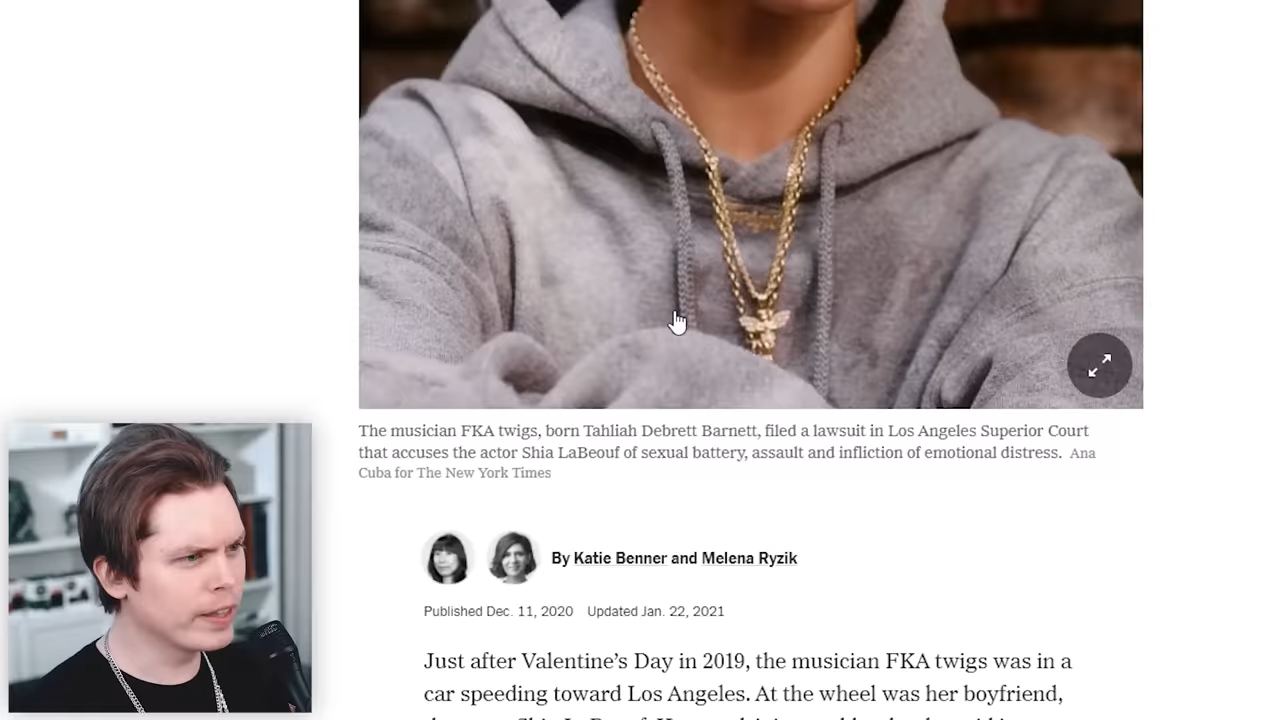 The musician FKA twigs, born Tahliah Debrett Barnett, filed a lawsuit in Los Angeles Superior Court
that accuses the actor Shia LaBeouf of sexual battery, assault and infliction of emotional distress. Ana
Cuba for The New York Times
By Katie Benner and Melena Ryzik
Published Dec. 11, 2020 Updated Jan. 22, 2021
Just after Valentine’s Day in 2019, the musician FKA twigs was in a
car speeding toward Los Angeles. At the wheel was her boyfriend,